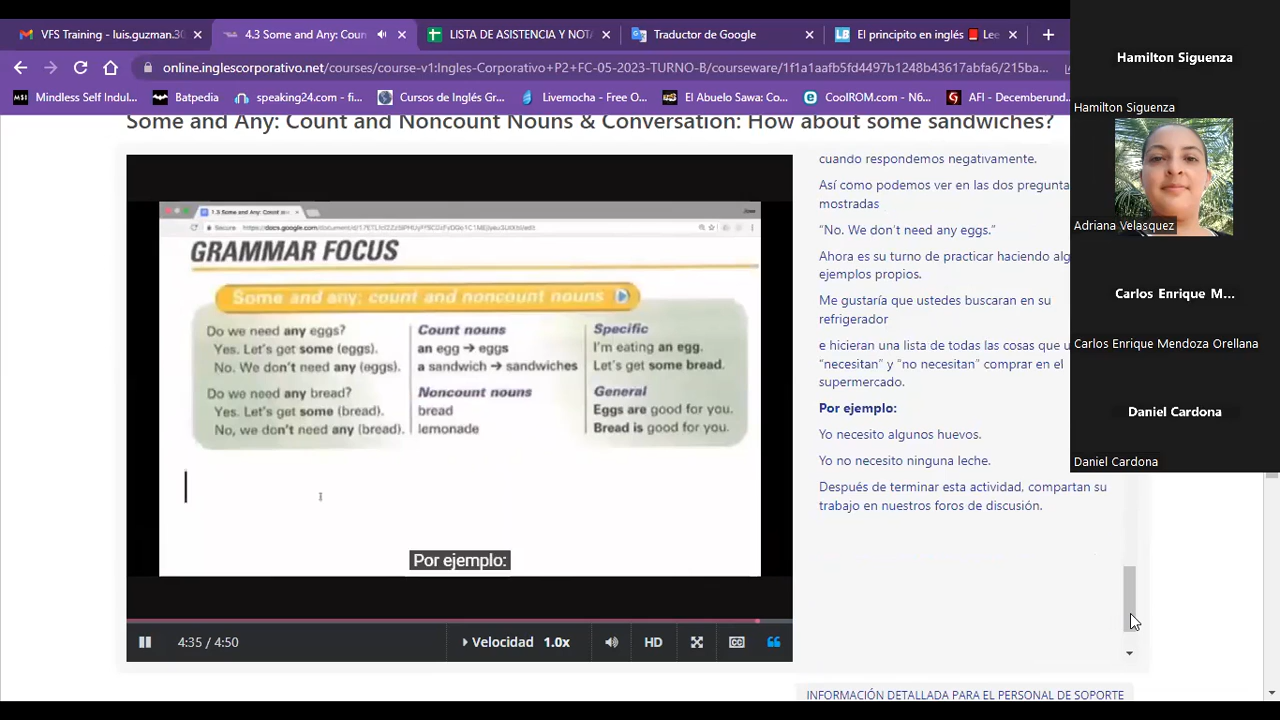 VFS Training - luis.guzman.30
4.3 Some and Any: Coun
LISTA DE ASISTENCIA Y NOTA
Traductor de Google
El principito en inglés
Lee
online.inglescorporativo.net/courses/course-v1:Ingles-Corporativo+P2+FC-05-2023-TURNO-B/courseware/1f1a1aafb5fd4497b1248b43617abfa6/215ba...
Mindless Self Indul...
Batpedia
speaking24.com - fi...
Cursos de Inglés Gr...
Livemocha - Free O...
El Abuelo Sawa: Co...
CoolROM.com - N6...
AFI - Decemberund...
Some and Any: Count and Noncount Nouns & Conversation: How about some sandwiches?
GRAMMAR FOCUS
Some and any; count and noncount nouns
Do we need any eggs?
Yes. Let's get some (eggs).
No. We don't need any (eggs).
Do we need any bread?
Yes. Let's get some (bread).
No, we don't need any (bread).
Count nouns
an egg → eggs
a sandwich → sandwiches
Noncount nouns
bread
lemonade
Specific
I'm eating an egg.
Let's get some bread.
General
Eggs are good for you.
Bread is good for you.
Por ejemplo:
4:35 / 4:50
Velocidad 1.0x
HD
CC
cuando respondemos negativamente.
Así como podemos ver en las dos pregunta
mostradas
“No. We don’t need any eggs.”
Ahora es su turno de practicar haciendo alg
ejemplos propios.
Me gustaría que ustedes buscaran en su
refrigerador
e hicieran una lista de todas las cosas que u
“necesitan” y “no necesitan” comprar en el
supermercado.
Por ejemplo:
Yo necesito algunos huevos.
Yo no necesito ninguna leche.
Después de terminar esta actividad, compartan su
trabajo en nuestros foros de discusión.
INFORMACIÓN DETALLADA PARA EL PERSONAL DE SOPORTE
Hamilton Siguenza
Hamilton Siguenza
Adriana Velasquez
Carlos Enrique M...
Carlos Enrique Mendoza Orellana
Daniel Cardona
Daniel Cardona